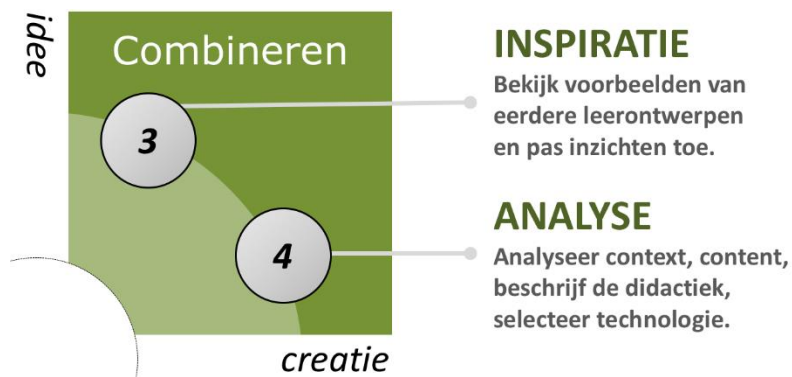 idee
Combineren
3
4
creatie
INSPIRATIE
Bekijk voorbeelden van
eerdere leerontwerpen
en pas inzichten toe.
ANALYSE
Analyseer context, content,
beschrijf de didactiek,
selecteer technologie.